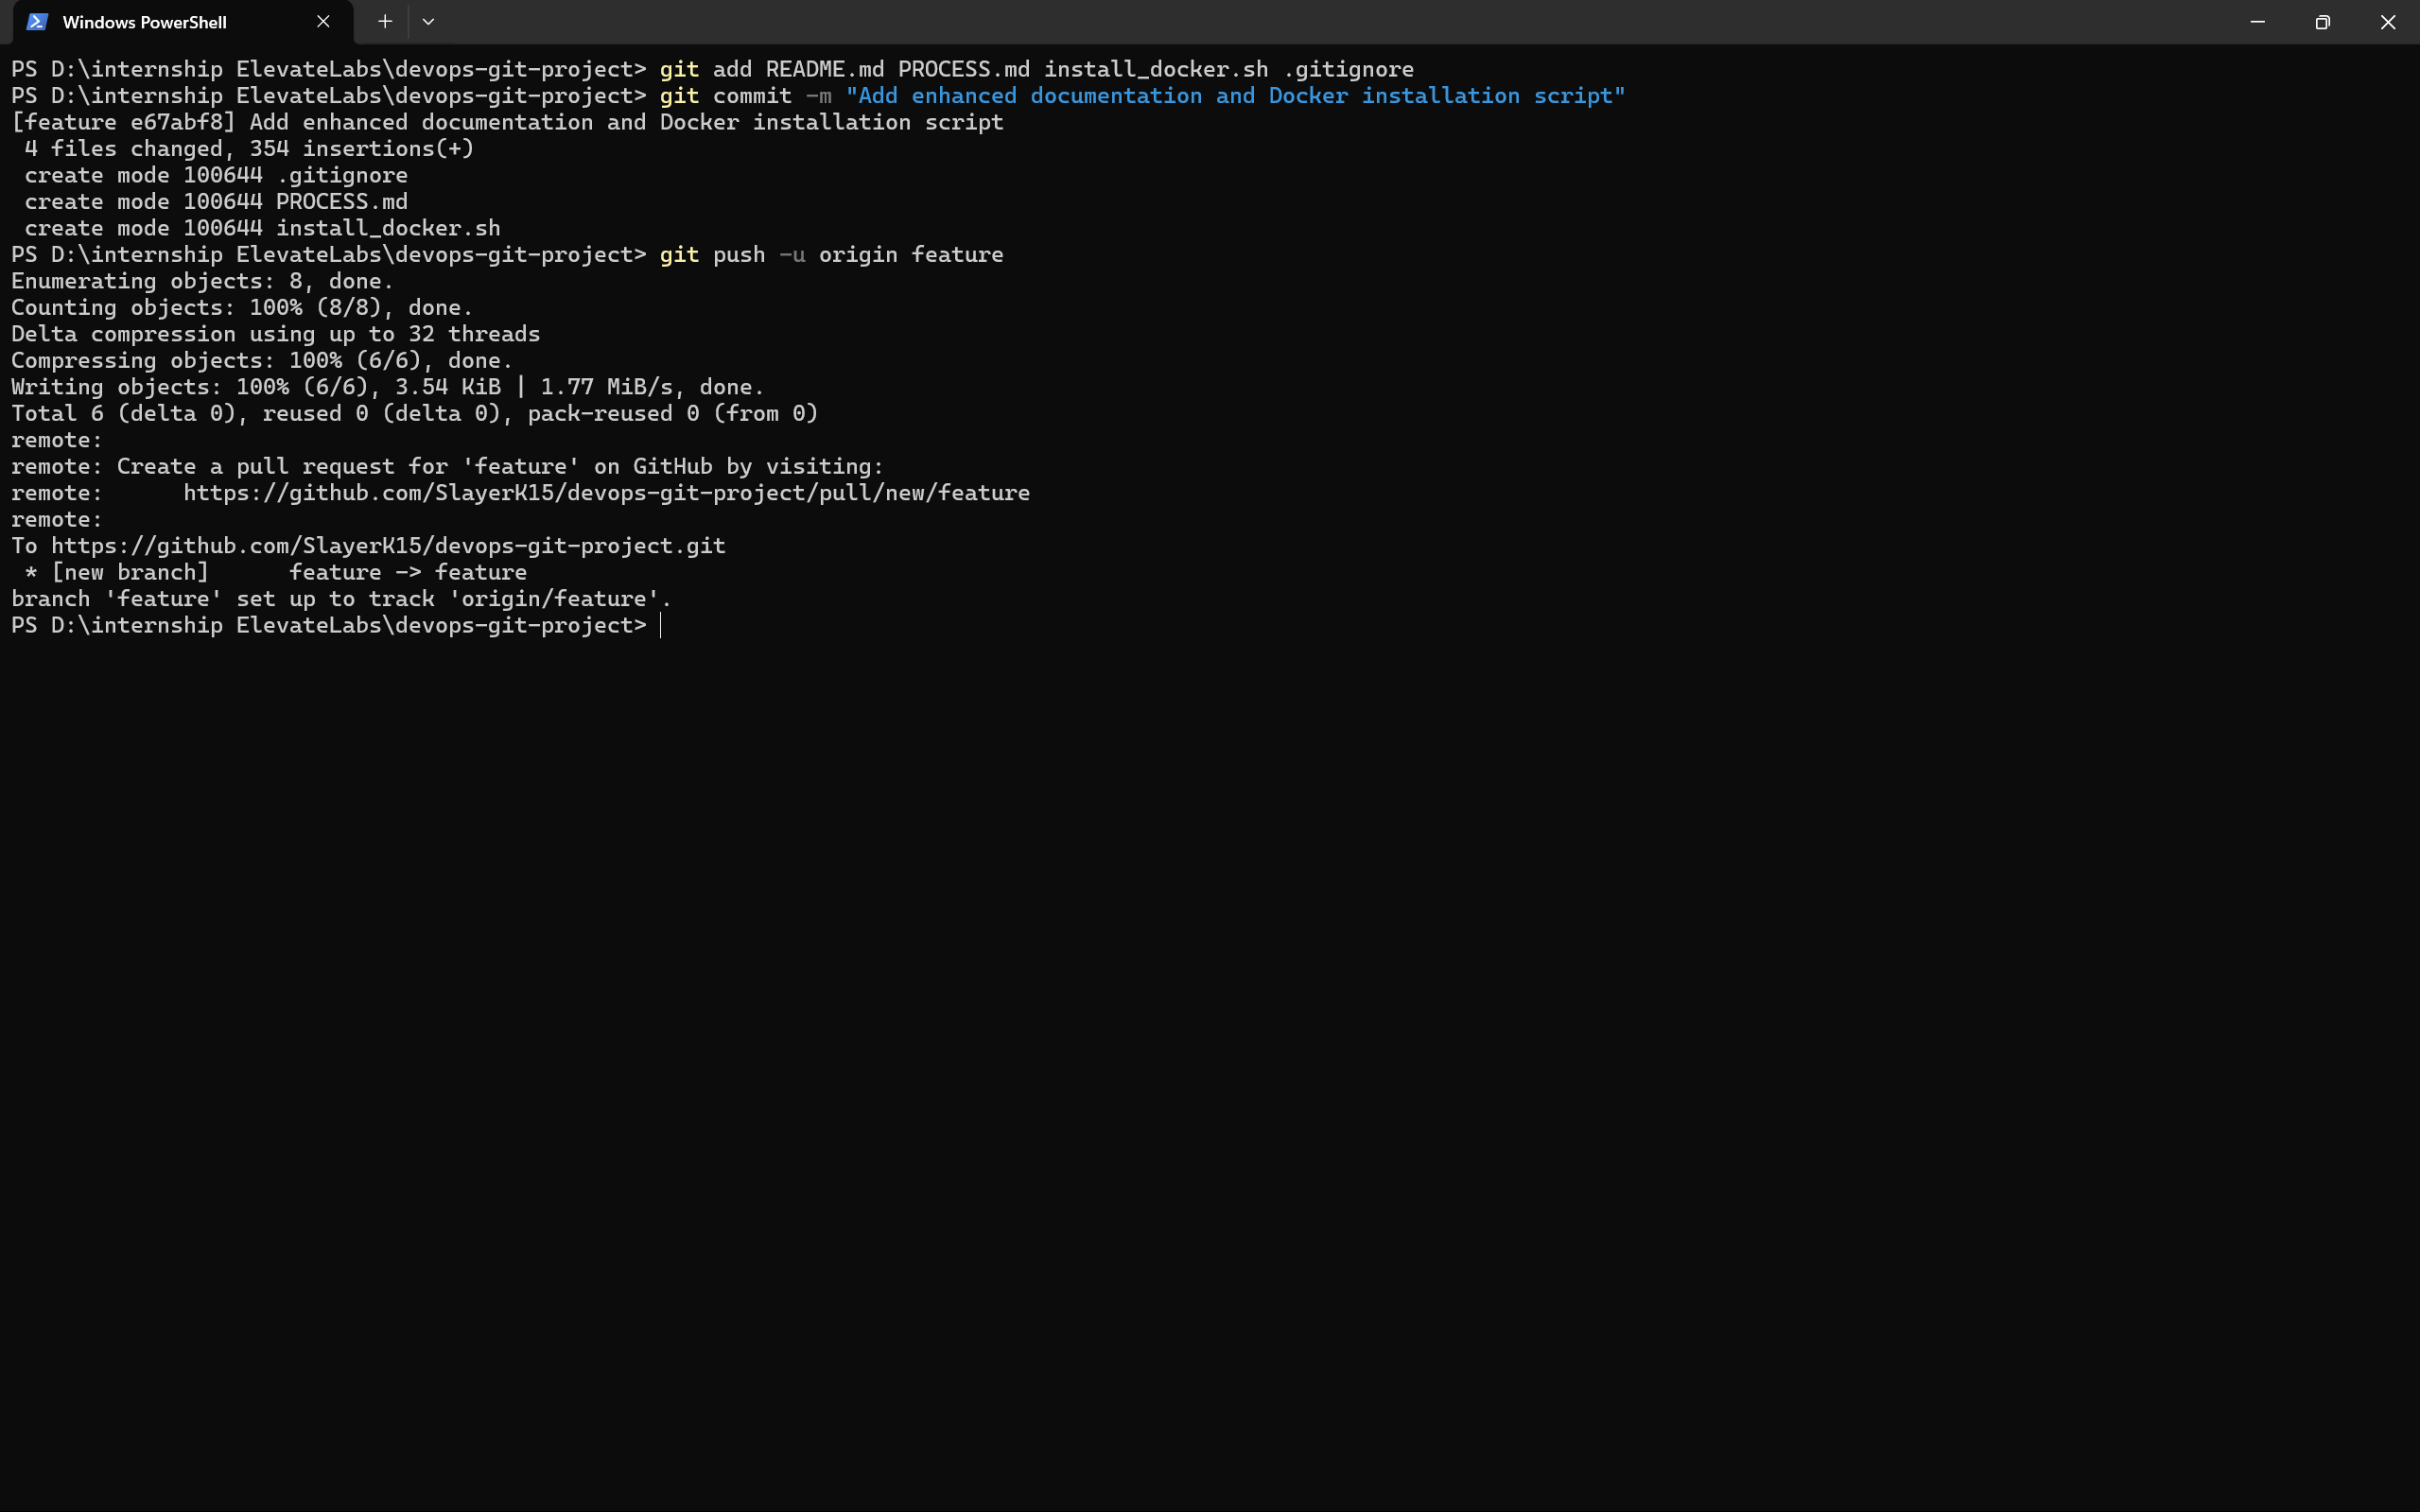 Windows PowerShell
PS D:\internship ElevateLabs\devops-git-project> git add README.md PROCESS.md install_docker.sh .gitignore
PS D:\internship ElevateLabs\devops-git-project> git commit -m "Add enhanced documentation and Docker installation script"
[feature e67abf8] Add enhanced documentation and Docker installation script
 4 files changed, 354 insertions(+)
 create mode 100644 .gitignore
 create mode 100644 PROCESS.md
 create mode 100644 install_docker.sh
PS D:\internship ElevateLabs\devops-git-project> git push -u origin feature
Enumerating objects: 8, done.
Counting objects: 100% (8/8), done.
Delta compression using up to 32 threads
Compressing objects: 100% (6/6), done.
Writing objects: 100% (6/6), 3.54 KiB | 1.77 MiB/s, done.
Total 6 (delta 0), reused 0 (delta 0), pack-reused 0 (from 0)
remote:
remote: Create a pull request for 'feature' on GitHub by visiting:
remote:      https://github.com/SlayerK15/devops-git-project/pull/new/feature
remote:
To https://github.com/SlayerK15/devops-git-project.git
 * [new branch]      feature -> feature
branch 'feature' set up to track 'origin/feature'.
PS D:\internship ElevateLabs\devops-git-project>